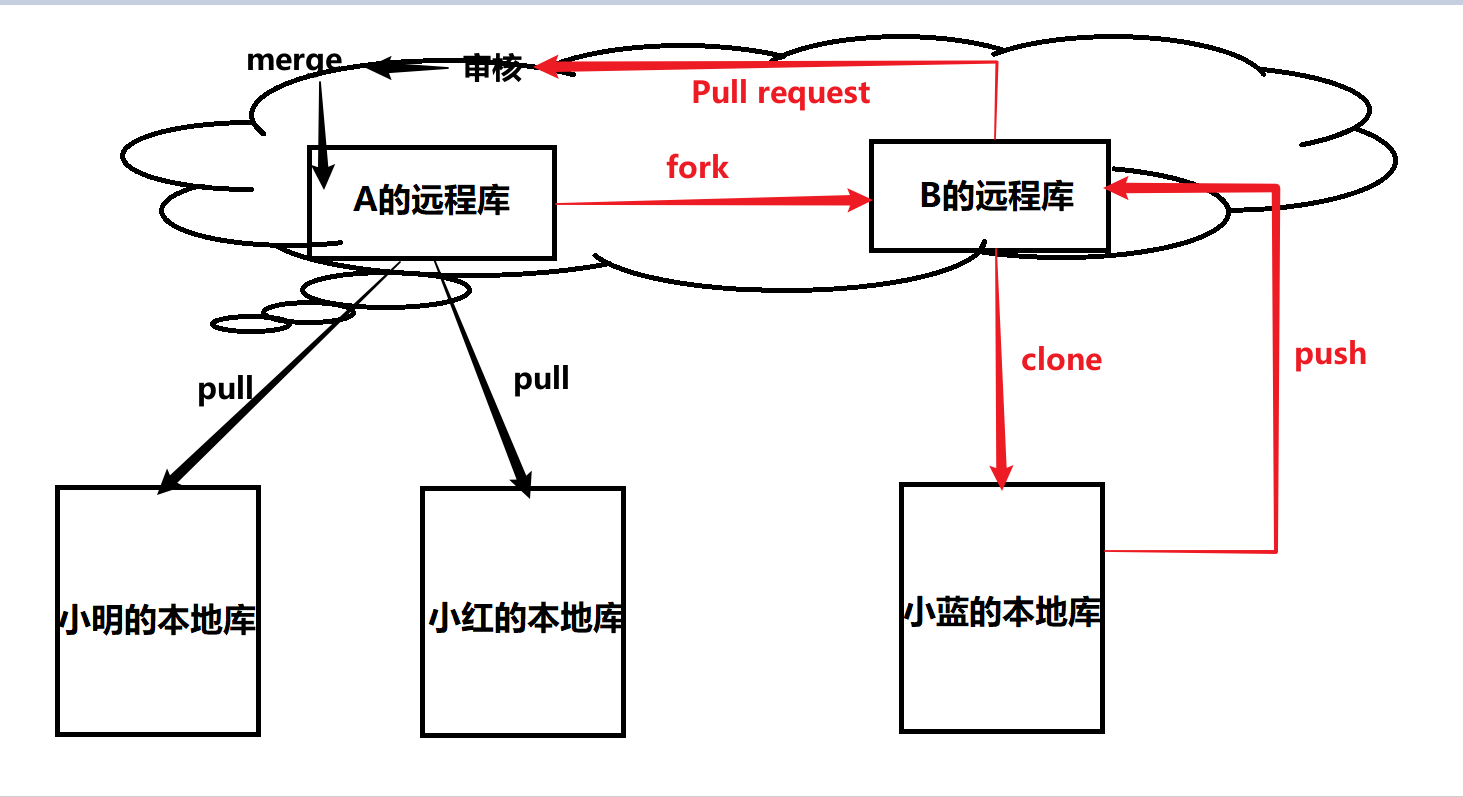 merge
审核
Pull request
fork
A的远程库
B的远程库
pull
pull
clone
push
小明的本地库
小红的本地库
小蓝的本地库